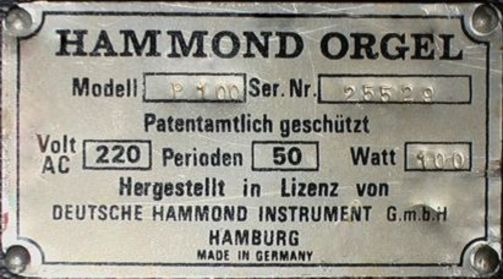 HAMMOND ORGEL
Modell P 100 Ser. Nr. 25529
Patentamtlich geschützt
Volt AC 220 Perioden 50 Watt 100
Hergestellt in Lizenz von
DEUTSCHE HAMMOND INSTRUMENT G.m.b.H
HAMBURG
MADE IN GERMANY